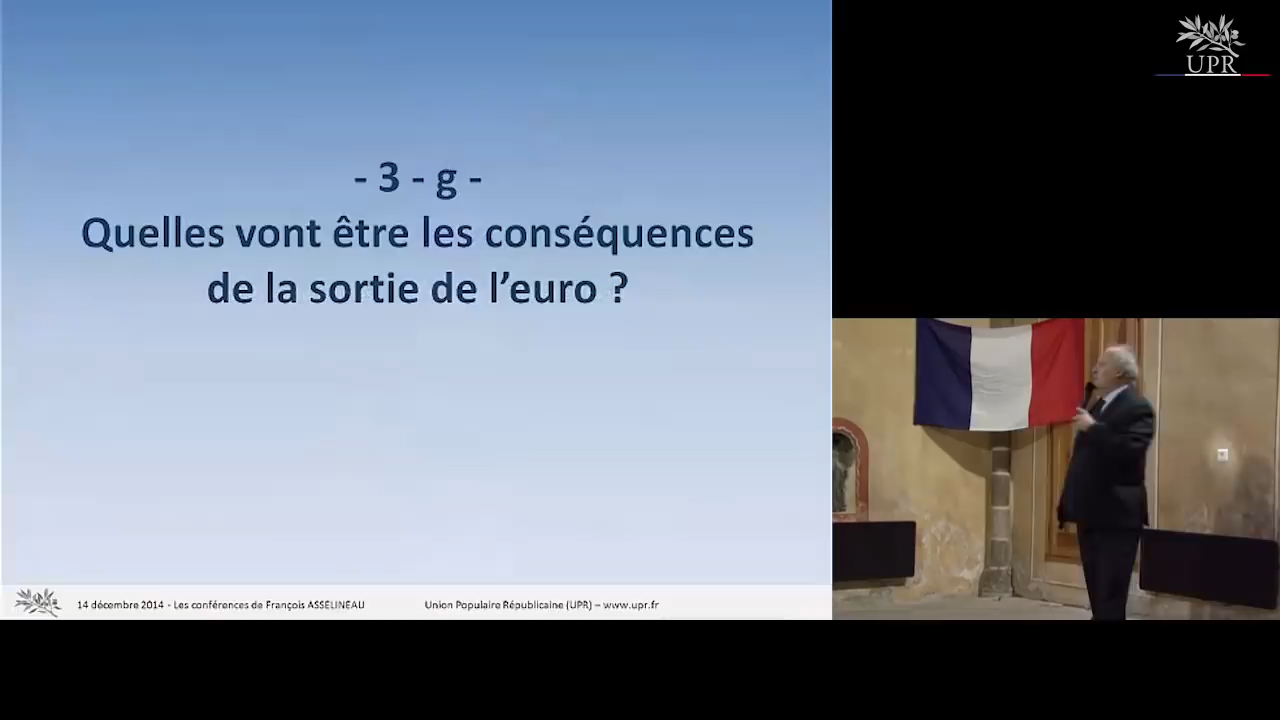 - 3 - g -
Quelles vont être les conséquences
de la sortie de l’euro ?
14 décembre 2014 - Les conférences de François ASSELINEAU
Union Populaire Républicaine (UPR) – www.upr.fr
UPR